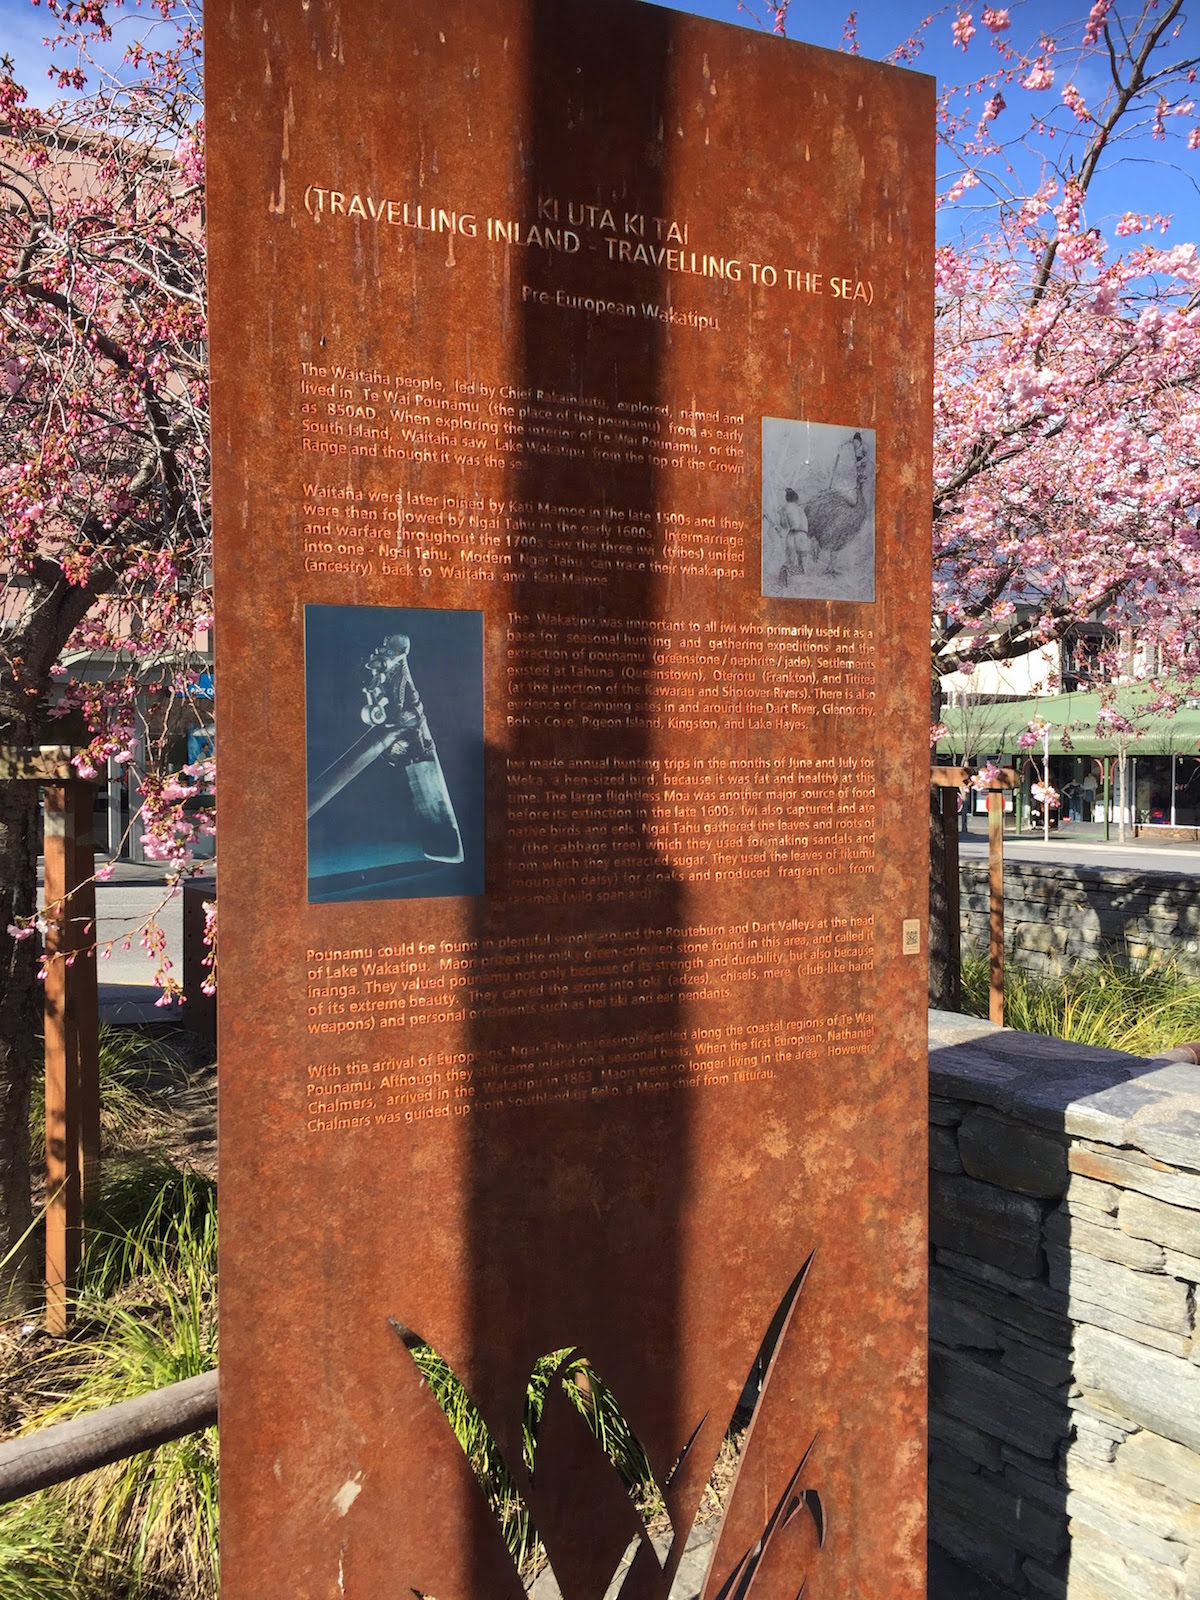 KI UTA KI TAI
(TRAVELLING INLAND - TRAVELLING TO THE SEA)
Pre-European Wakatipu
The Waitaha people, led by Chief Rakaihautu, explored, named and
lived in Te Wai Pounamu (the place of the pounamu) from as early
as 850AD. When exploring the interior of Te Wai Pounamu, or the
South Island, Waitaha saw Lake Wakatipu from the top of the Crown
Range and thought it was the sea.
Waitaha were later joined by Kati Mamoe in the late 1500s and they
were then followed by Ngai Tahu in the early 1600s. Intermarriage
and warfare throughout the 1700s saw the three iwi (tribes) united
into one - Ngai Tahu. Modern Ngai Tahu can trace their whakapapa
(ancestry) back to Waitaha and Kati Mamoe
The Wakatipu was important to all iwi who primarily used it as a
base for seasonal hunting and gathering expeditions and the
extraction of pounamu (greenstone / nephrite / jade). Settlements
existed at Tahuna (Queenstown), Oterotu (Frankton), and Tititea
(at the junction of the Kawarau and Shotover Rivers). There is also
evidence of camping sites in and around the Dart River, Glenorchy,
Bob's Cove, Pigeon Island, Kingston, and Lake Hayes.
Iwi made annual hunting trips in the months of June and July for
Weka, a hen-sized bird, because it was fat and healthy at this
time. The large flightless Moa was another major source of food
before its extinction in the late 1600s. Iwi also captured and ate
native birds and eels. Ngai Tahu gathered the leaves and roots of
(the cabbage tree) which they used for making sandals and
from which they extracted sugar. They used the leaves of tikumu
(mountain daisy) for cloaks and produced fragrant oil from
taramea (wild spaniard).
Pounamu could be found in plentiful supply around the Routeburn and Dart Valleys at the head
of Lake Wakatipu. Maori prized the milky green-coloured stone found in this area, and called it
inanga. They valued pounamu not only because of its strength and durability, but also because
of its extreme beauty. They carved the stone into toki (adzes), chisels, mere (club-like hand
weapons) and personal ornaments such as hei tiki and ear pendants.
With the arrival of Europeans, Ngai Tahu increasingly settled along the coastal regions of Te Wai
Pounamu. Although they still came inland on a seasonal basis. When the first European, Nathaniel
Chalmers, arrived in the Wakatipu in 1853 Maori were no longer living in the area. However,
Chalmers was guided up from Southland by Reko, a Maori chief from Tuturau.